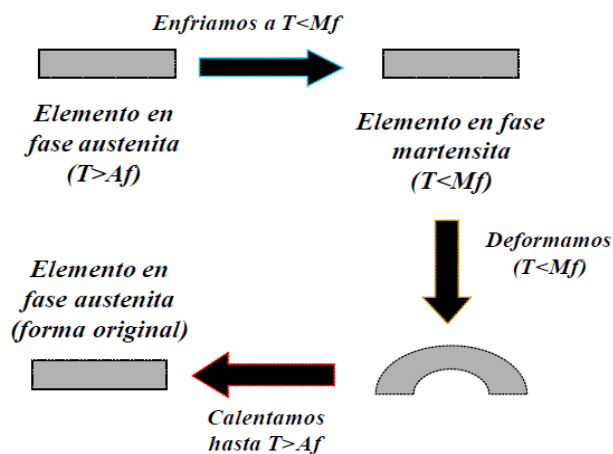 Enfriamos a T<Mf
Elemento en
fase austenita
(T>Af)
Elemento en fase
martensita
(T<Mf)
Deformamos
(T<Mf)
Elemento en
fase austenita
(forma original)
Calentamos
hasta T>Af